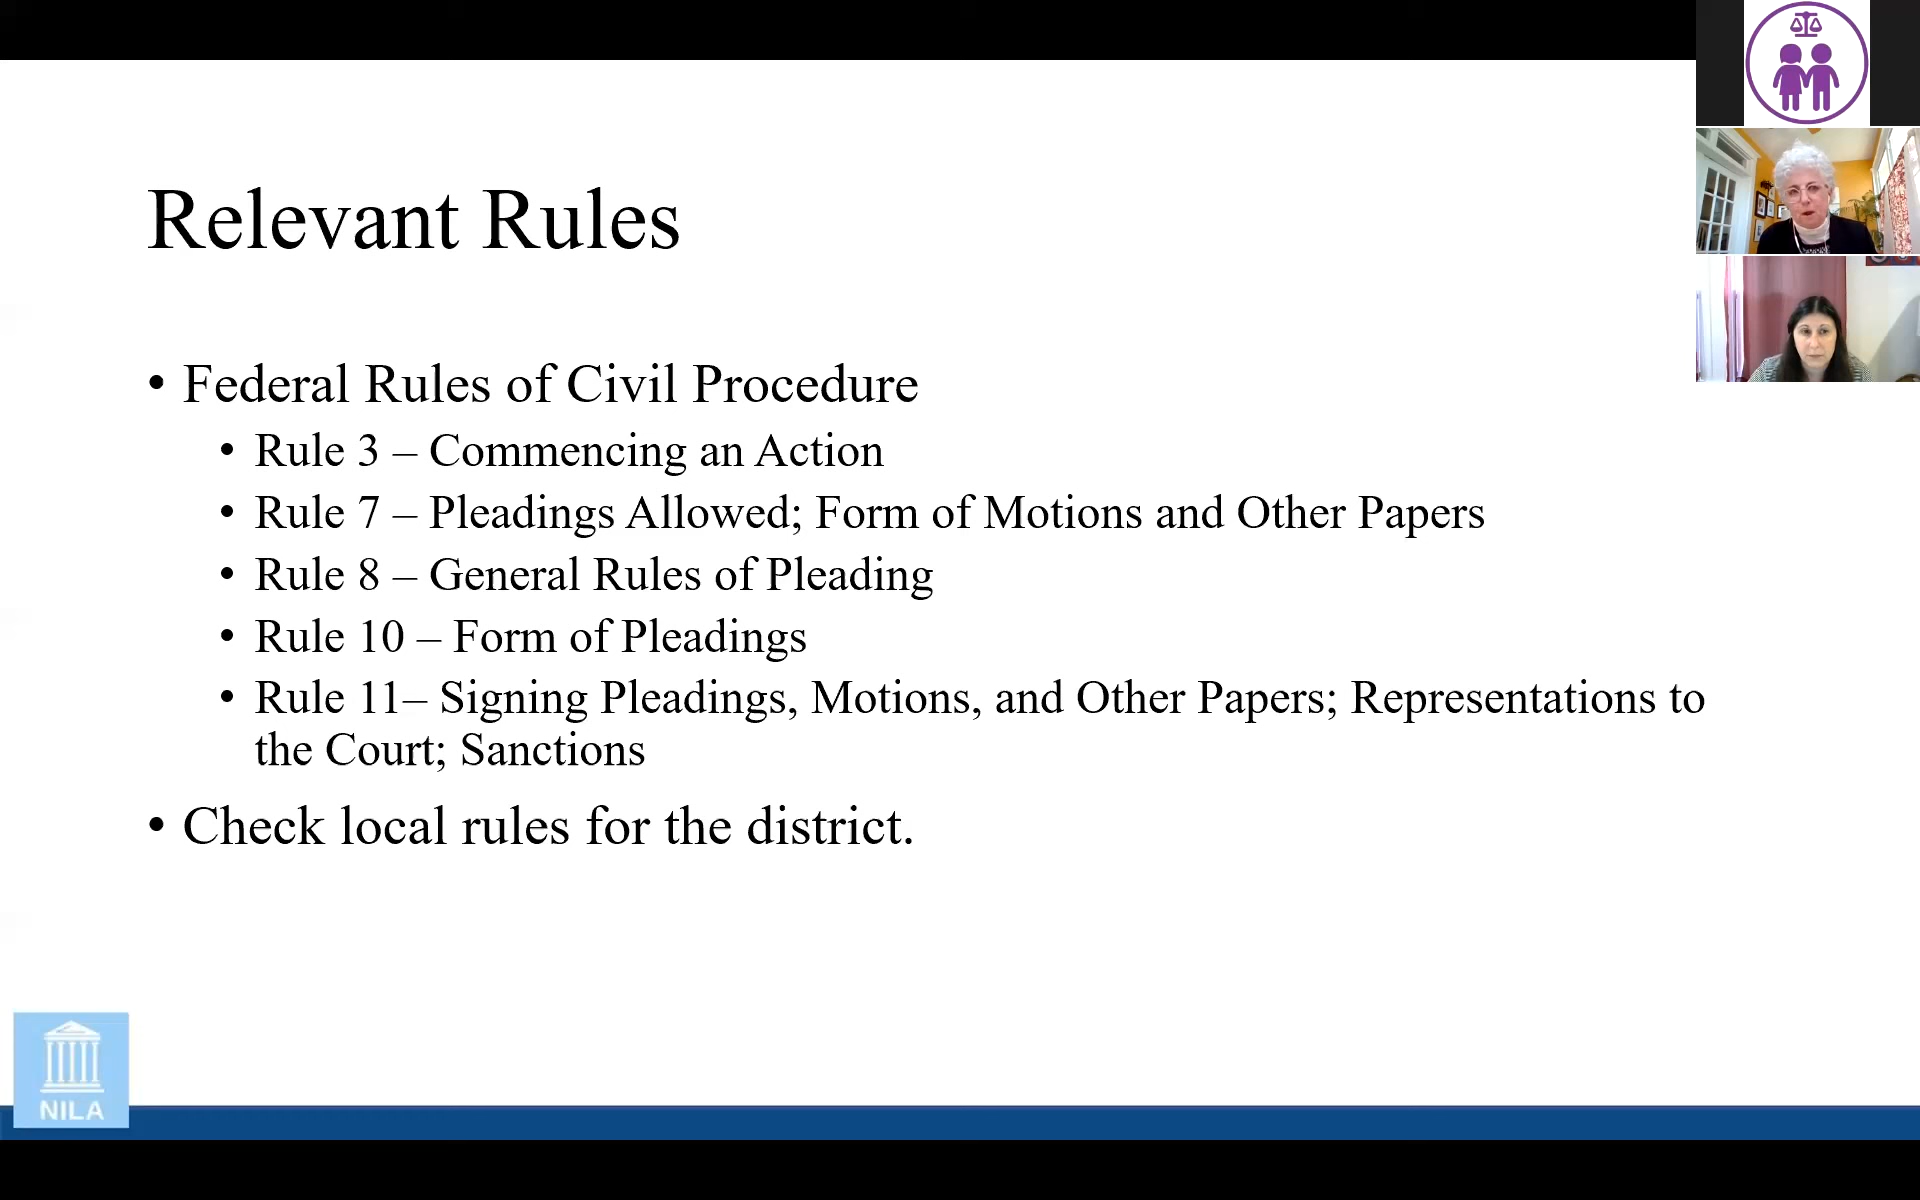 Relevant Rules
• Federal Rules of Civil Procedure
• Rule 3 – Commencing an Action
• Rule 7 – Pleadings Allowed; Form of Motions and Other Papers
• Rule 8 – General Rules of Pleading
• Rule 10 – Form of Pleadings
• Rule 11– Signing Pleadings, Motions, and Other Papers; Representations to
the Court; Sanctions
• Check local rules for the district.
NILA